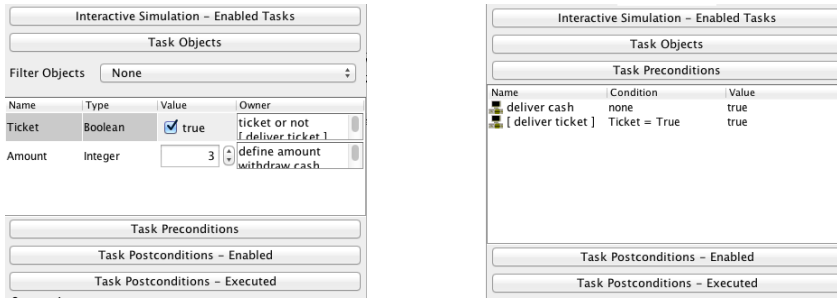 Interactive Simulation - Enabled Tasks
Task Objects
Filter Objects None
Name Type Value Owner
Ticket Boolean true ticket or not
[ deliver ticket ]
Amount Integer 3 define amount
withdraw cash
Task Preconditions
Task Postconditions - Enabled
Task Postconditions - Executed
Interactive Simulation - Enabled Tasks
Task Objects
Task Preconditions
Name Condition Value
deliver cash none true
[ deliver ticket ] Ticket = True true
Task Postconditions - Enabled
Task Postconditions - Executed